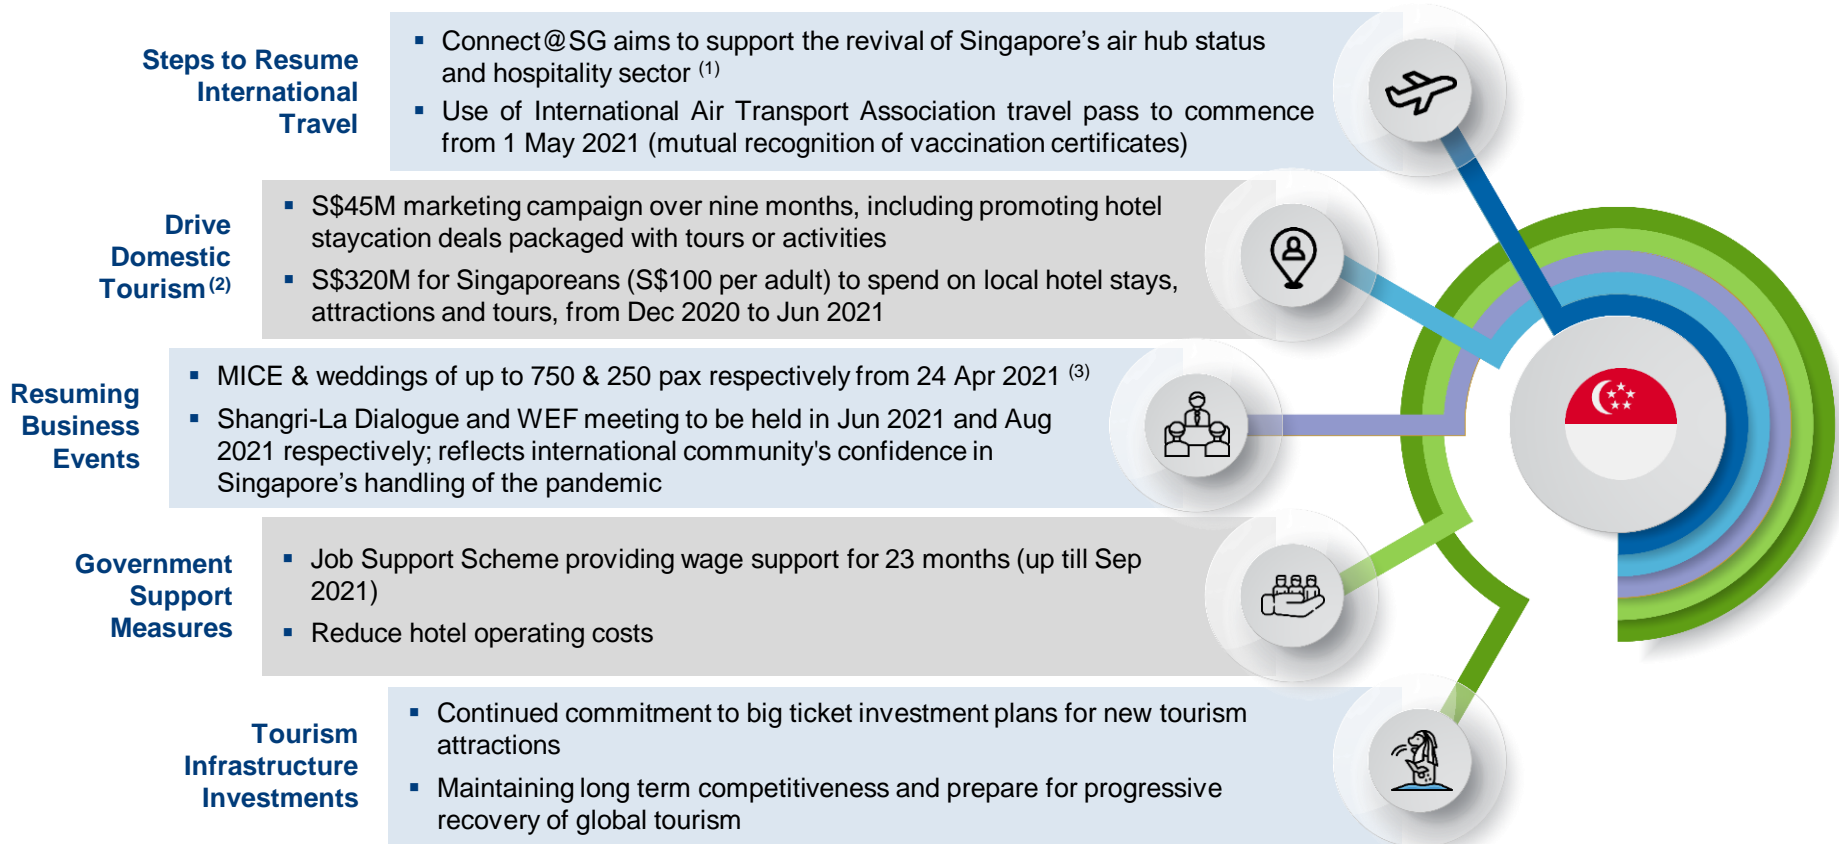 Steps to Resume
International
Travel
▪ Connect@SG aims to support the revival of Singapore’s air hub status
and hospitality sector (1)
▪ Use of International Air Transport Association travel pass to commence
from 1 May 2021 (mutual recognition of vaccination certificates)
Drive
Domestic
Tourism (2)
▪ S$45M marketing campaign over nine months, including promoting hotel
staycation deals packaged with tours or activities
▪ S$320M for Singaporeans (S$100 per adult) to spend on local hotel stays,
attractions and tours, from Dec 2020 to Jun 2021
Resuming
Business
Events
▪ MICE & weddings of up to 750 & 250 pax respectively from 24 Apr 2021 (3)
▪ Shangri-La Dialogue and WEF meeting to be held in Jun 2021 and Aug
2021 respectively; reflects international community's confidence in
Singapore’s handling of the pandemic
Government
Support
Measures
▪ Job Support Scheme providing wage support for 23 months (up till Sep
2021)
▪ Reduce hotel operating costs
Tourism
Infrastructure
Investments
▪ Continued commitment to big ticket investment plans for new tourism
attractions
▪ Maintaining long term competitiveness and prepare for progressive
recovery of global tourism